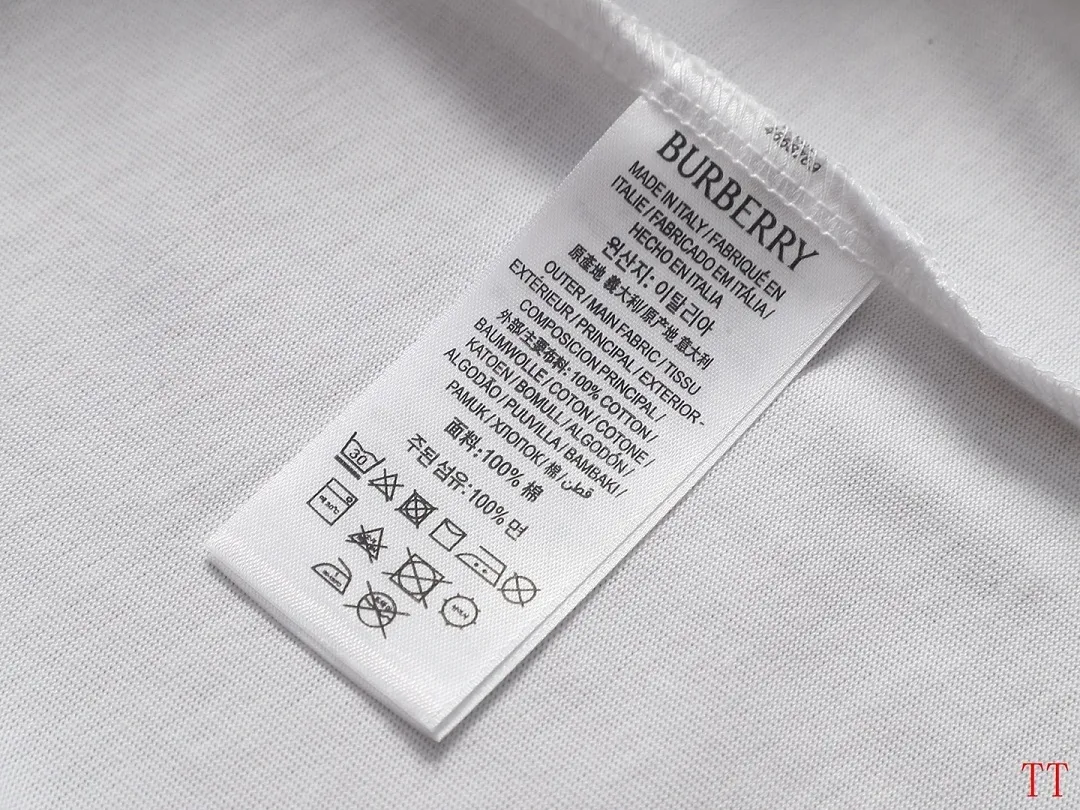 BURBERRY
MADE IN ITALY / FABRIQUÉ EN
ITALIE / FABRICADO EM ITÁLIA /
HECHO EN ITALIA
원산지: 이탈리아
原產地 義大利/原产地 意大利
OUTER / MAIN FABRIC / TISSU
EXTÉRIEUR / PRINCIPAL / EXTERIOR -
COMPOSICION PRINCIPAL /
外部/主要布料: 100% COTTON /
BAUMWOLLE / COTON / COTONE /
KATOEN / BOMULL / ALGODÓN /
ALGODÃO / PUUVILLA / BAMBAKI /
PAMUK / ХЛОПОК / 棉 / قطن
面料:100% 棉
주된 섬유:100% 면
30
TT